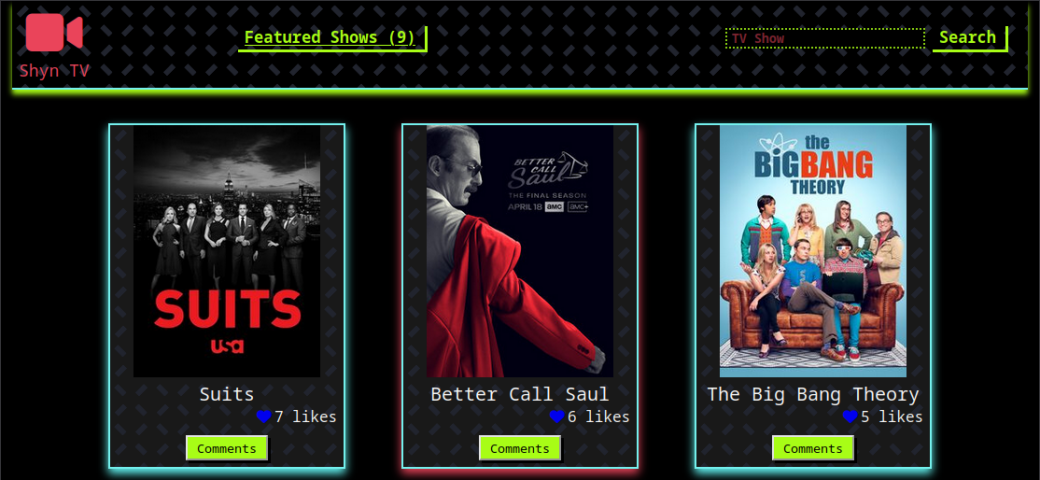 Shyn TV
Featured Shows (9)
TV Show
Search
SUITS
usa
Suits
7 likes
Comments
BETTER
CALL
Saul
THE FINAL SEASON
APRIL 18 amc amc+
Better Call Saul
6 likes
Comments
the
BiGBANG
THEORY
The Big Bang Theory
5 likes
Comments